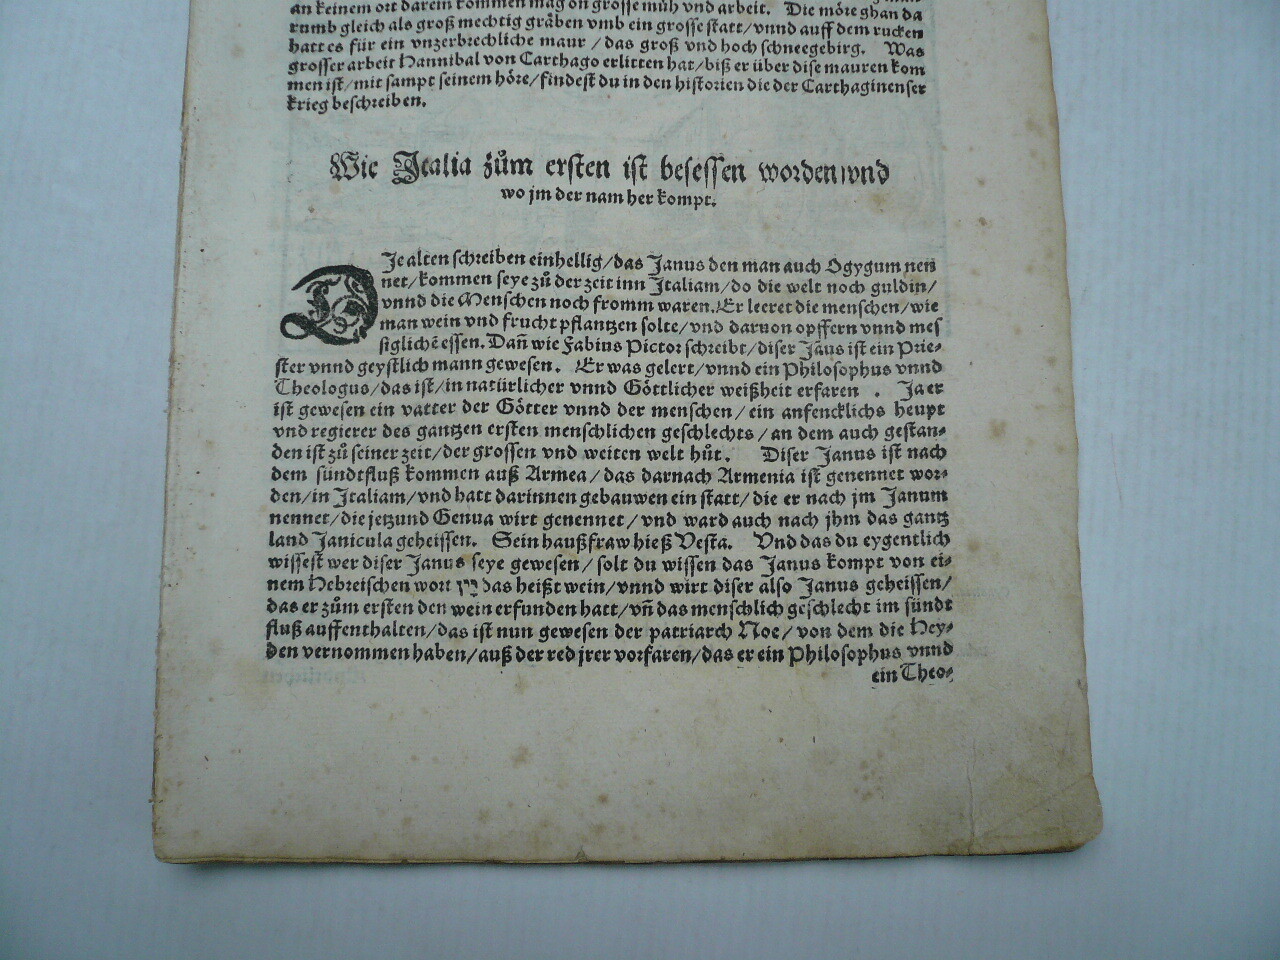 an keinem ort darein kommen mag on grosse müh vnd arbeit. Die möre ghan da
rumb gleich als groß mechtig gräben vmb ein grosse statt/vnnd auff dem rucken
hatt es für ein vnzerbrechliche maur/das groß vnd hoch schneegebirg. Was
grosser arbeit Hannibal von Carthago erlitten hat/biß er über dise mauren kom
men ist/mit sampt seinem höre/findest du in den historien die der Carthaginenser
krieg beschreiben.
Wie Italia zům ersten ist besessen worden vnd
wo jm der nam her kompt.
DJe alten schreiben einhellig/das Janus den man auch Ogygum nen
net/kommen seye zů der zeit inn Italiam/do die welt noch guldin/
vnnd die Menschen noch fromm waren. Er leeret die menschen/wie
man wein vnd frucht pflantzen solte/vnd daruon opffern vnnd mes
siglichē essen. Dañ wie Fabius Pictor schreibt/diser Jāus ist ein Prie-
ster vnnd geystlich mann gewesen. Er was gelert/vnnd ein Philosophus vnnd
Theologus/das ist/in natürlicher vnnd Göttlicher weißheit erfaren. Ja er
ist gewesen ein vatter der Götter vnnd der menschen/ein anfencklichs heupt
vnd regierer des gantzen ersten menschlichen geschlechts/an dem auch gestan-
den ist zů seiner zeit/der grossen vnd weiten welt hůt. Diser Janus ist nach
dem sündtfluß kommen auß Armea/das darnach Armenia ist genennet wor-
den/in Italiam/vnd hatt darinnen gebauwen ein statt/die er nach jm Janum
nennet/die jetzund Genua wirt genennet/vnd ward auch nach jhm das gantz
land Janicula geheissen. Sein haußfraw hieß Vesta. Vnd das du eygentlich
wissest wer diser Janus seye gewesen/solt du wissen das Janus kompt von ei-
nem Hebreischen wort יין das heißt wein/vnnd wirt diser also Janus geheissen/
das er zům ersten den wein erfunden hatt/vñ das menschlich geschlecht im sündt
fluß auffenthalten/das ist nun gewesen der patriarch Noe/von dem die Hey-
den vernommen haben/auß der red jrer vorfaren/das er ein Philosophus vnnd
ein Theo-